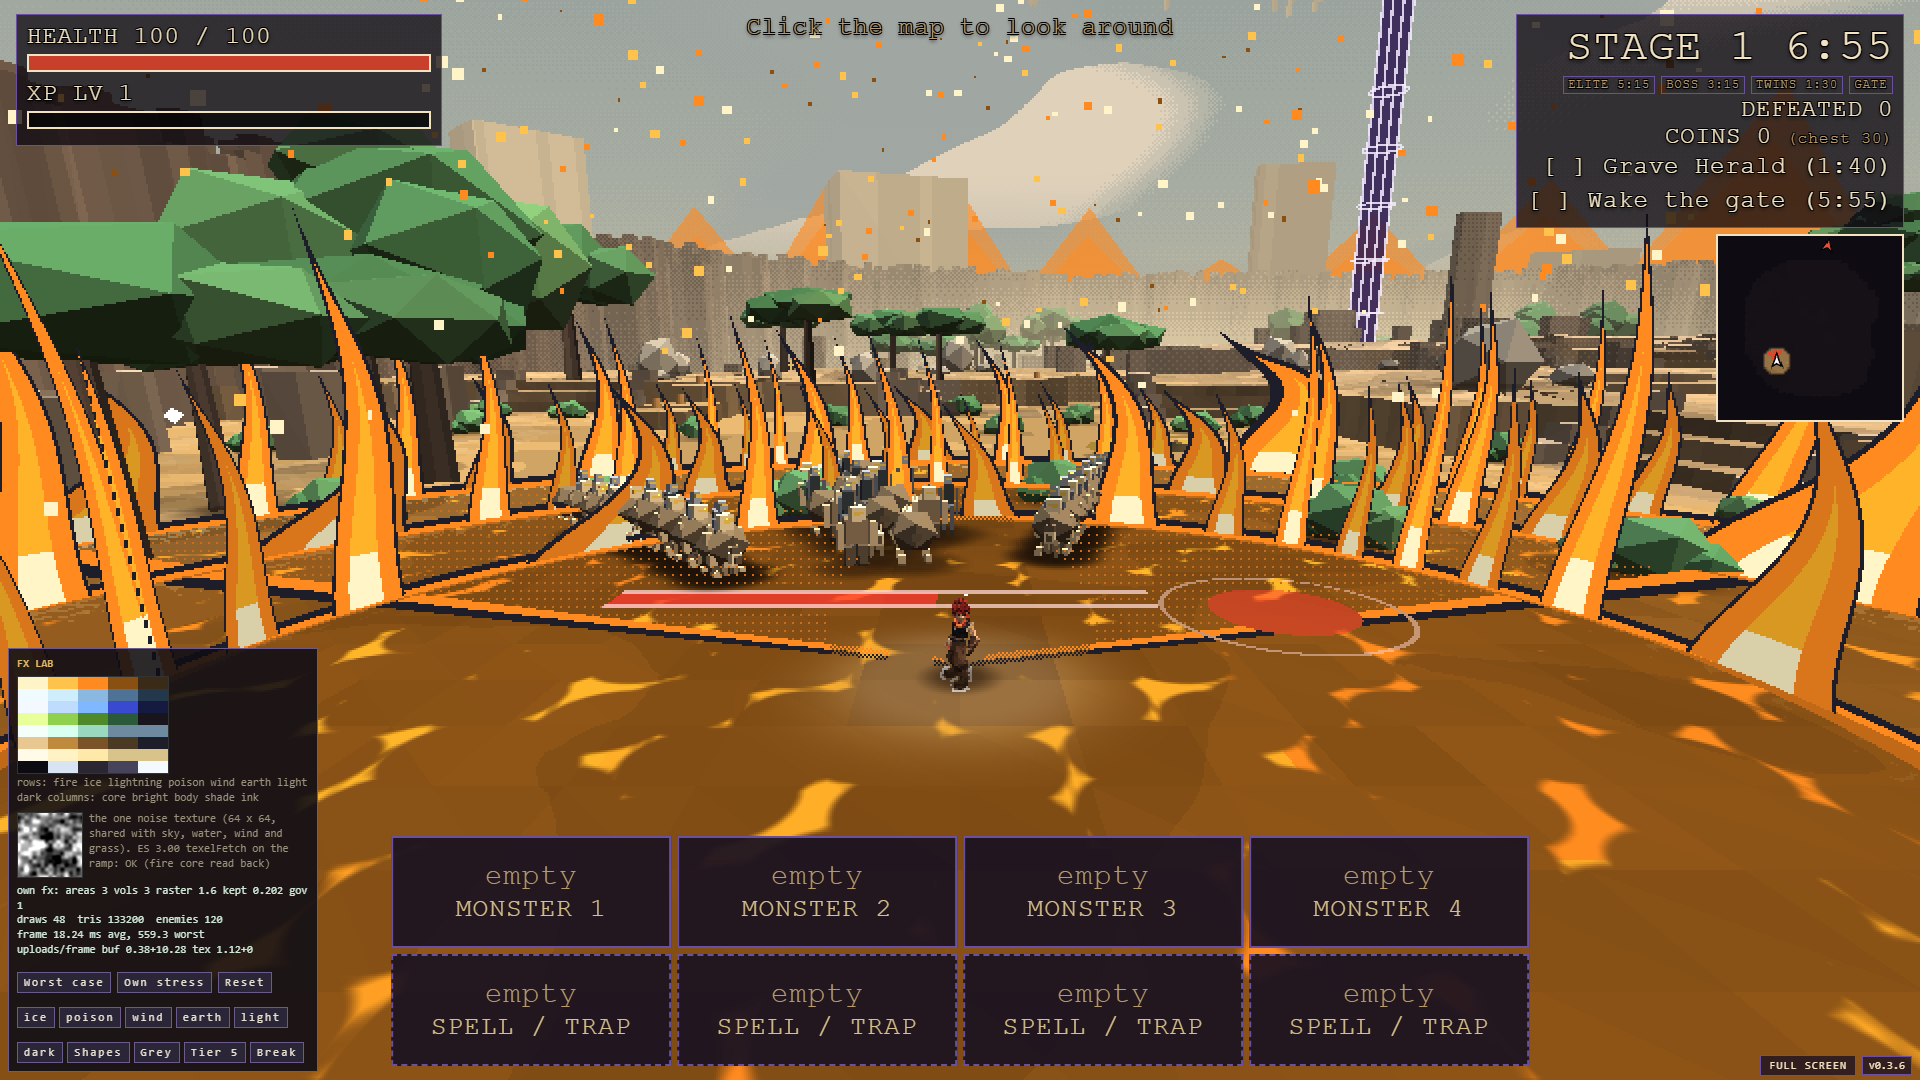 HEALTH 100 / 100
XP LV 1
Click the map to look around
STAGE 1 6:55
ELITE 5:15 BOSS 3:15 TWINS 1:30 GATE
DEFEATED 0
COINS 0 (chest 30)
[ ] Grave Herald (1:40)
[ ] Wake the gate (5:55)
FX LAB
rows: fire ice lightning poison wind earth light
dark columns: core bright body shade ink
the one noise texture (64 x 64,
shared with sky, water, wind and
grass). ES 3.00 texelFetch on the
ramp: OK (fire core read back)
own fx: areas 3 vols 3 raster 1.6 kept 0.202 gov
1
draws 48 tris 133200 enemies 120
frame 18.24 ms avg, 559.3 worst
uploads/frame buf 0.38+10.28 tex 1.12+0
Worst case Own stress Reset
ice poison wind earth light
dark Shapes Grey Tier 5 Break
empty empty empty empty
MONSTER 1 MONSTER 2 MONSTER 3 MONSTER 4
empty empty empty empty
SPELL / TRAP SPELL / TRAP SPELL / TRAP SPELL / TRAP
FULL SCREEN v0.3.6